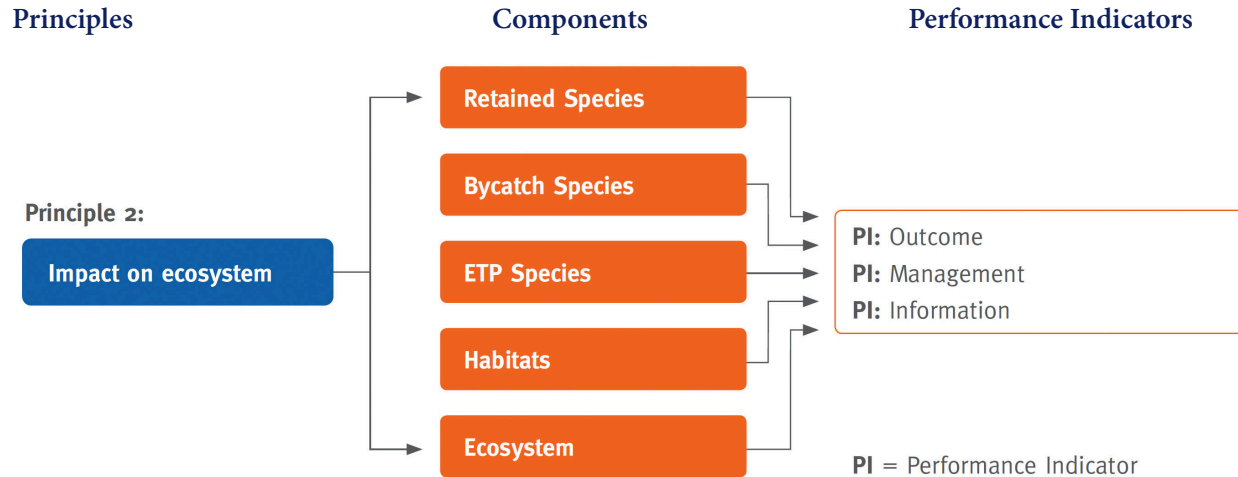 Principles
Components
Performance Indicators
Retained Species
Bycatch Species
Principle 2:
Impact on ecosystem
ETP Species
Habitats
Ecosystem
PI: Outcome
PI: Management
PI: Information
PI = Performance Indicator